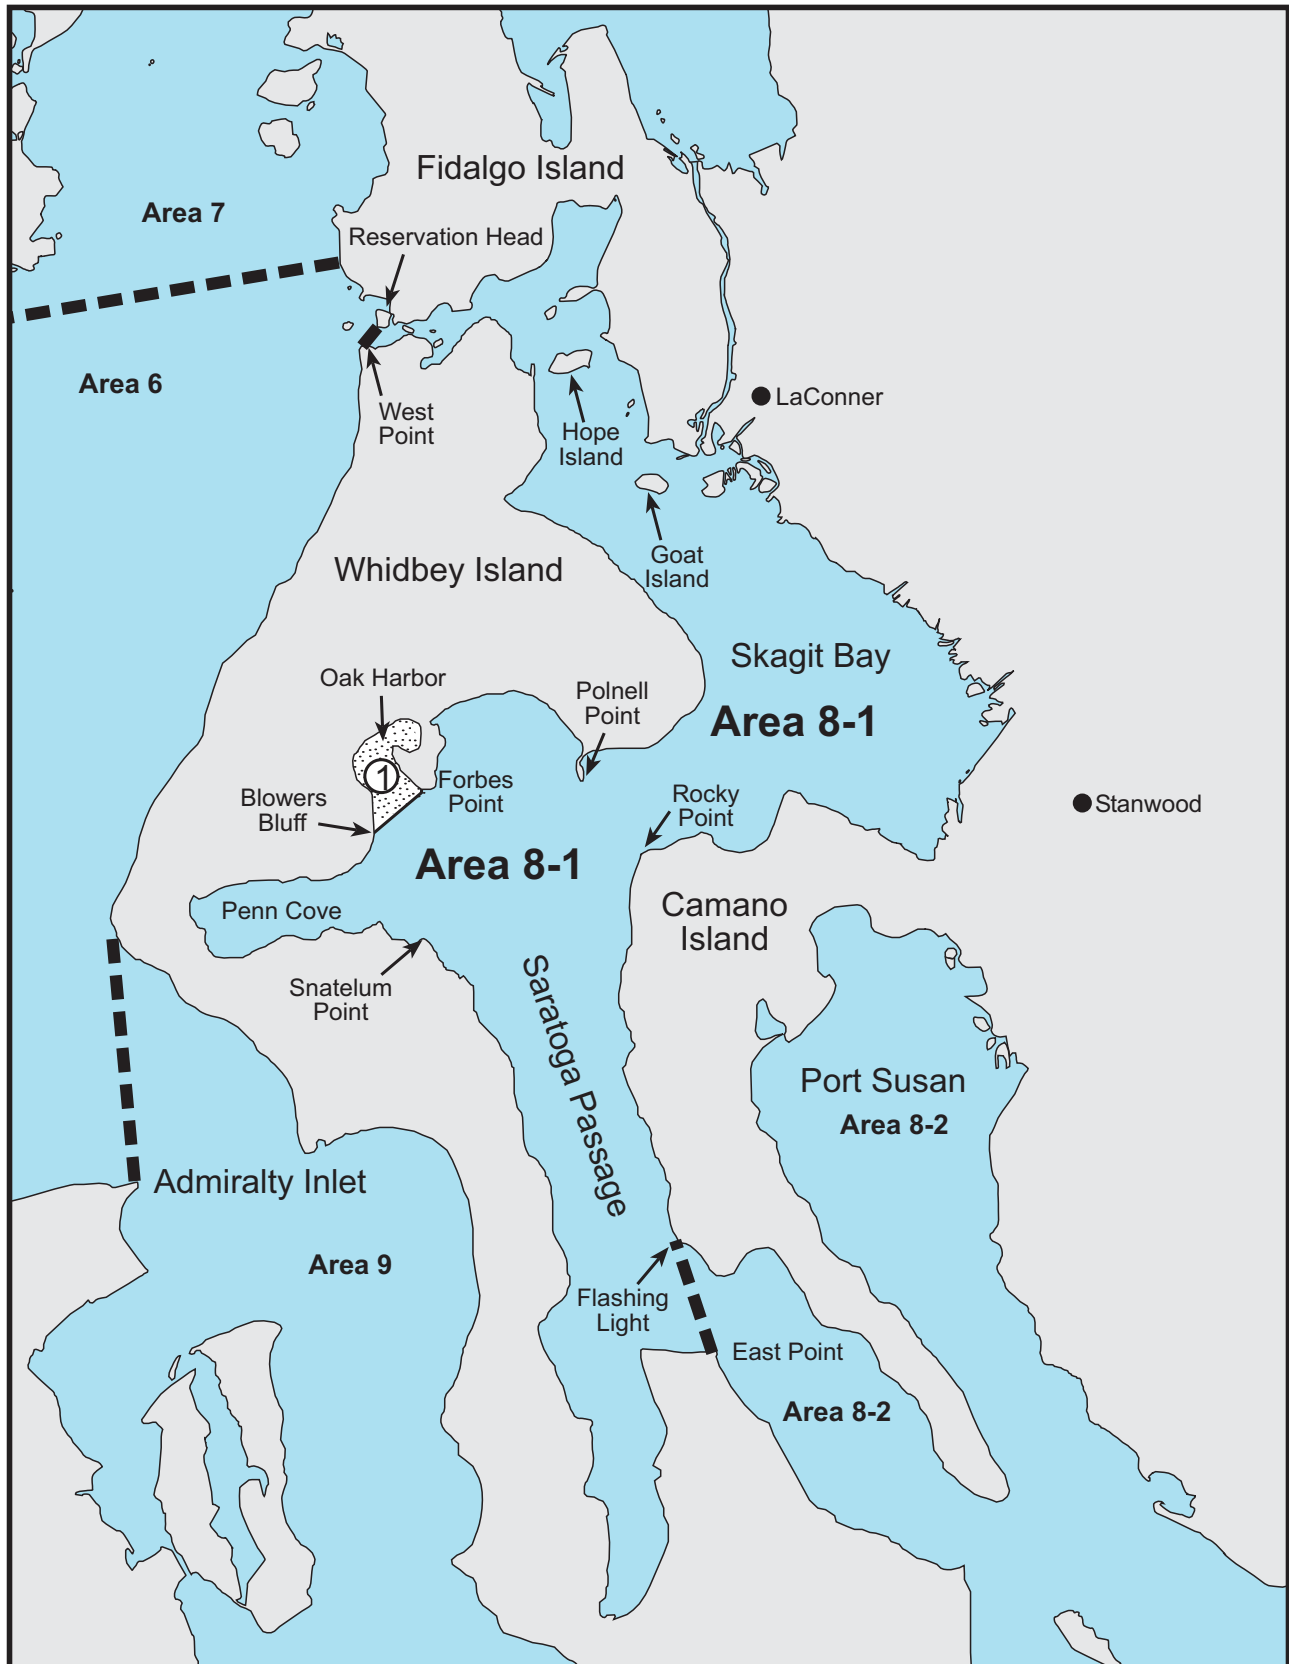 Fidalgo Island
Area 7
Reservation Head
Area 6
West
Point
LaConner
Hope
Island
Goat
Island
Whidbey Island
Skagit Bay
Area 8-1
Oak Harbor
Polnell
Point
1
Forbes
Point
Blowers
Bluff
Rocky
Point
Stanwood
Area 8-1
Penn Cove
Camano
Island
Snatelum
Point
Saratoga Passage
Port Susan
Area 8-2
Admiralty Inlet
Area 9
Flashing
Light
East Point
Area 8-2